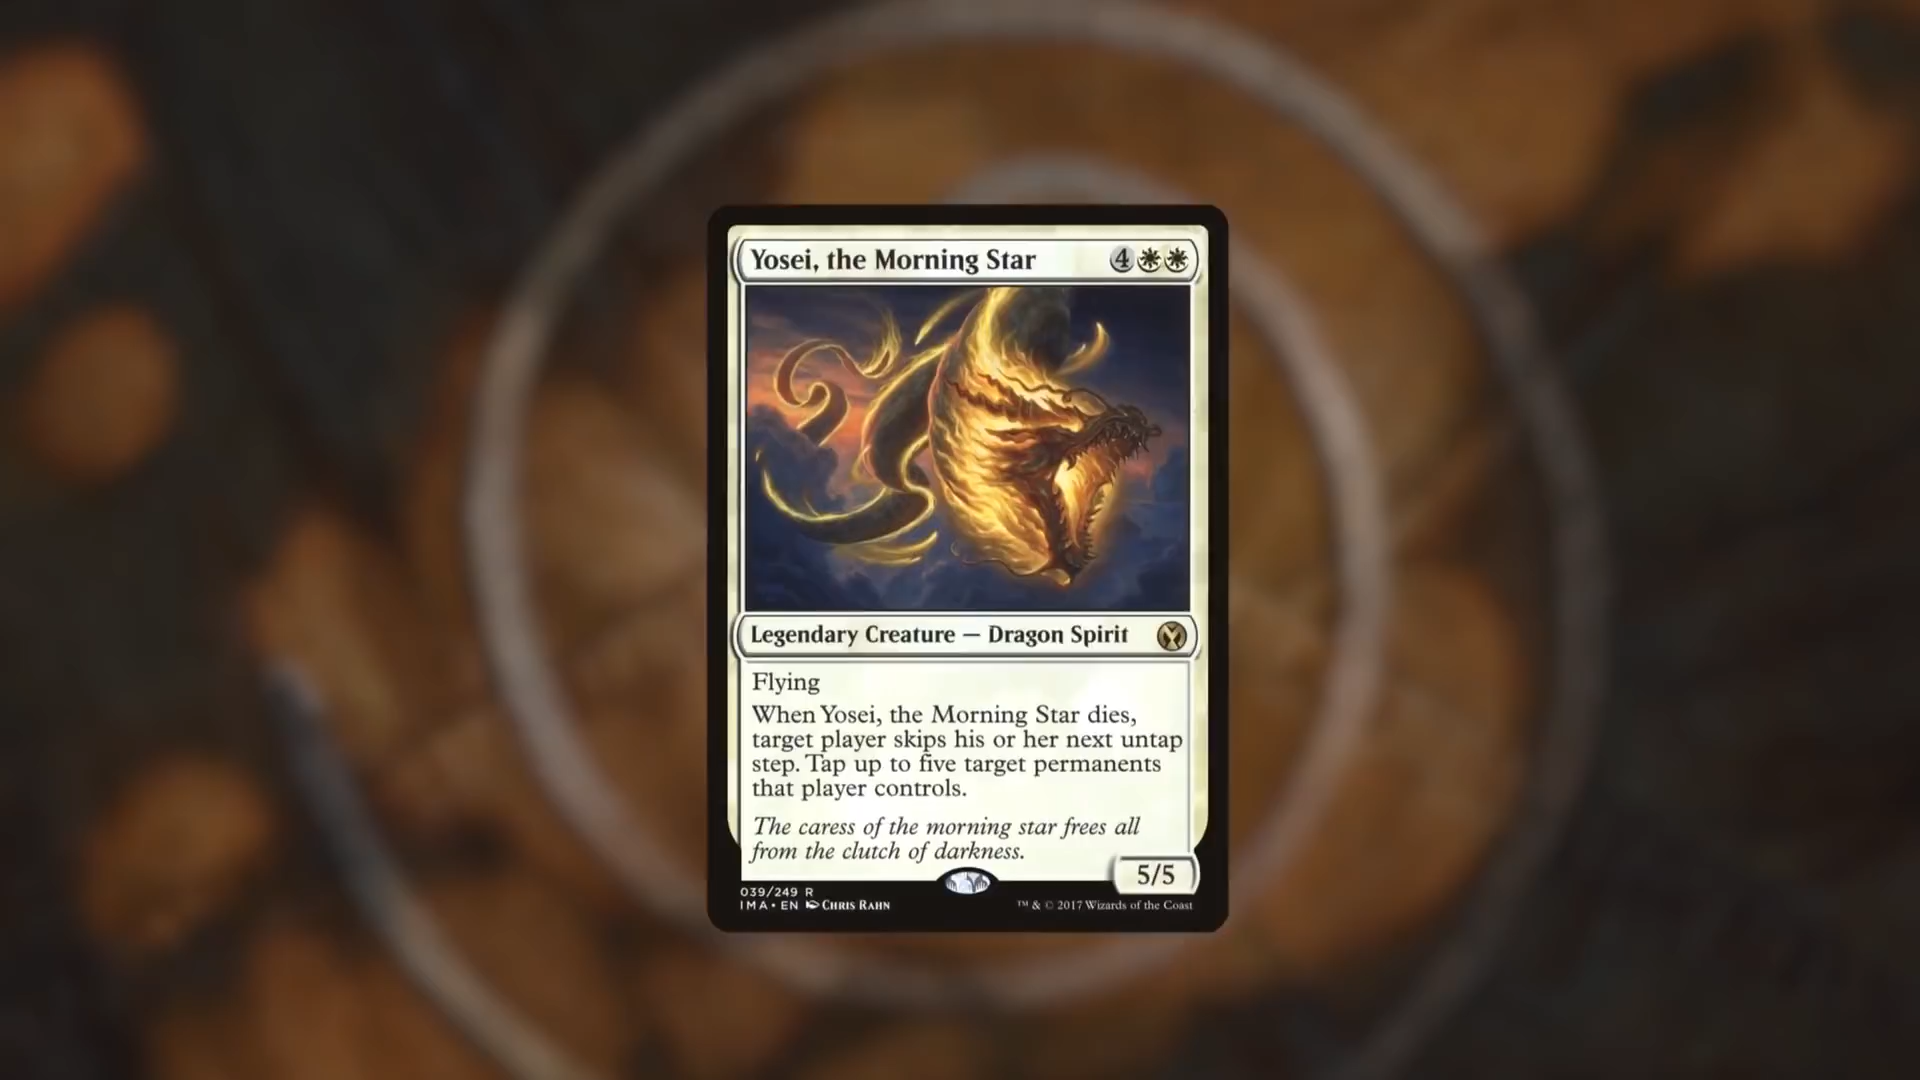 Yosei, the Morning Star 4
Legendary Creature — Dragon Spirit
Flying
When Yosei, the Morning Star dies,
target player skips his or her next untap
step. Tap up to five target permanents
that player controls.
The caress of the morning star frees all
from the clutch of darkness.
5/5
039/249 R
IMA • EN Chris Rahn
™ & © 2017 Wizards of the Coast